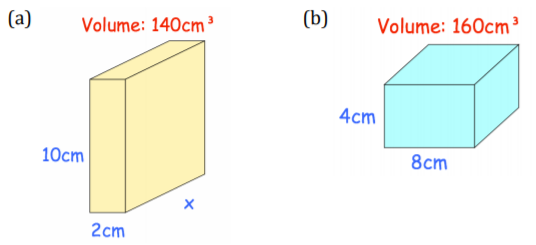 (a)
Volume: 140cm³
10cm
2cm
x
(b)
Volume: 160cm³
4cm
8cm